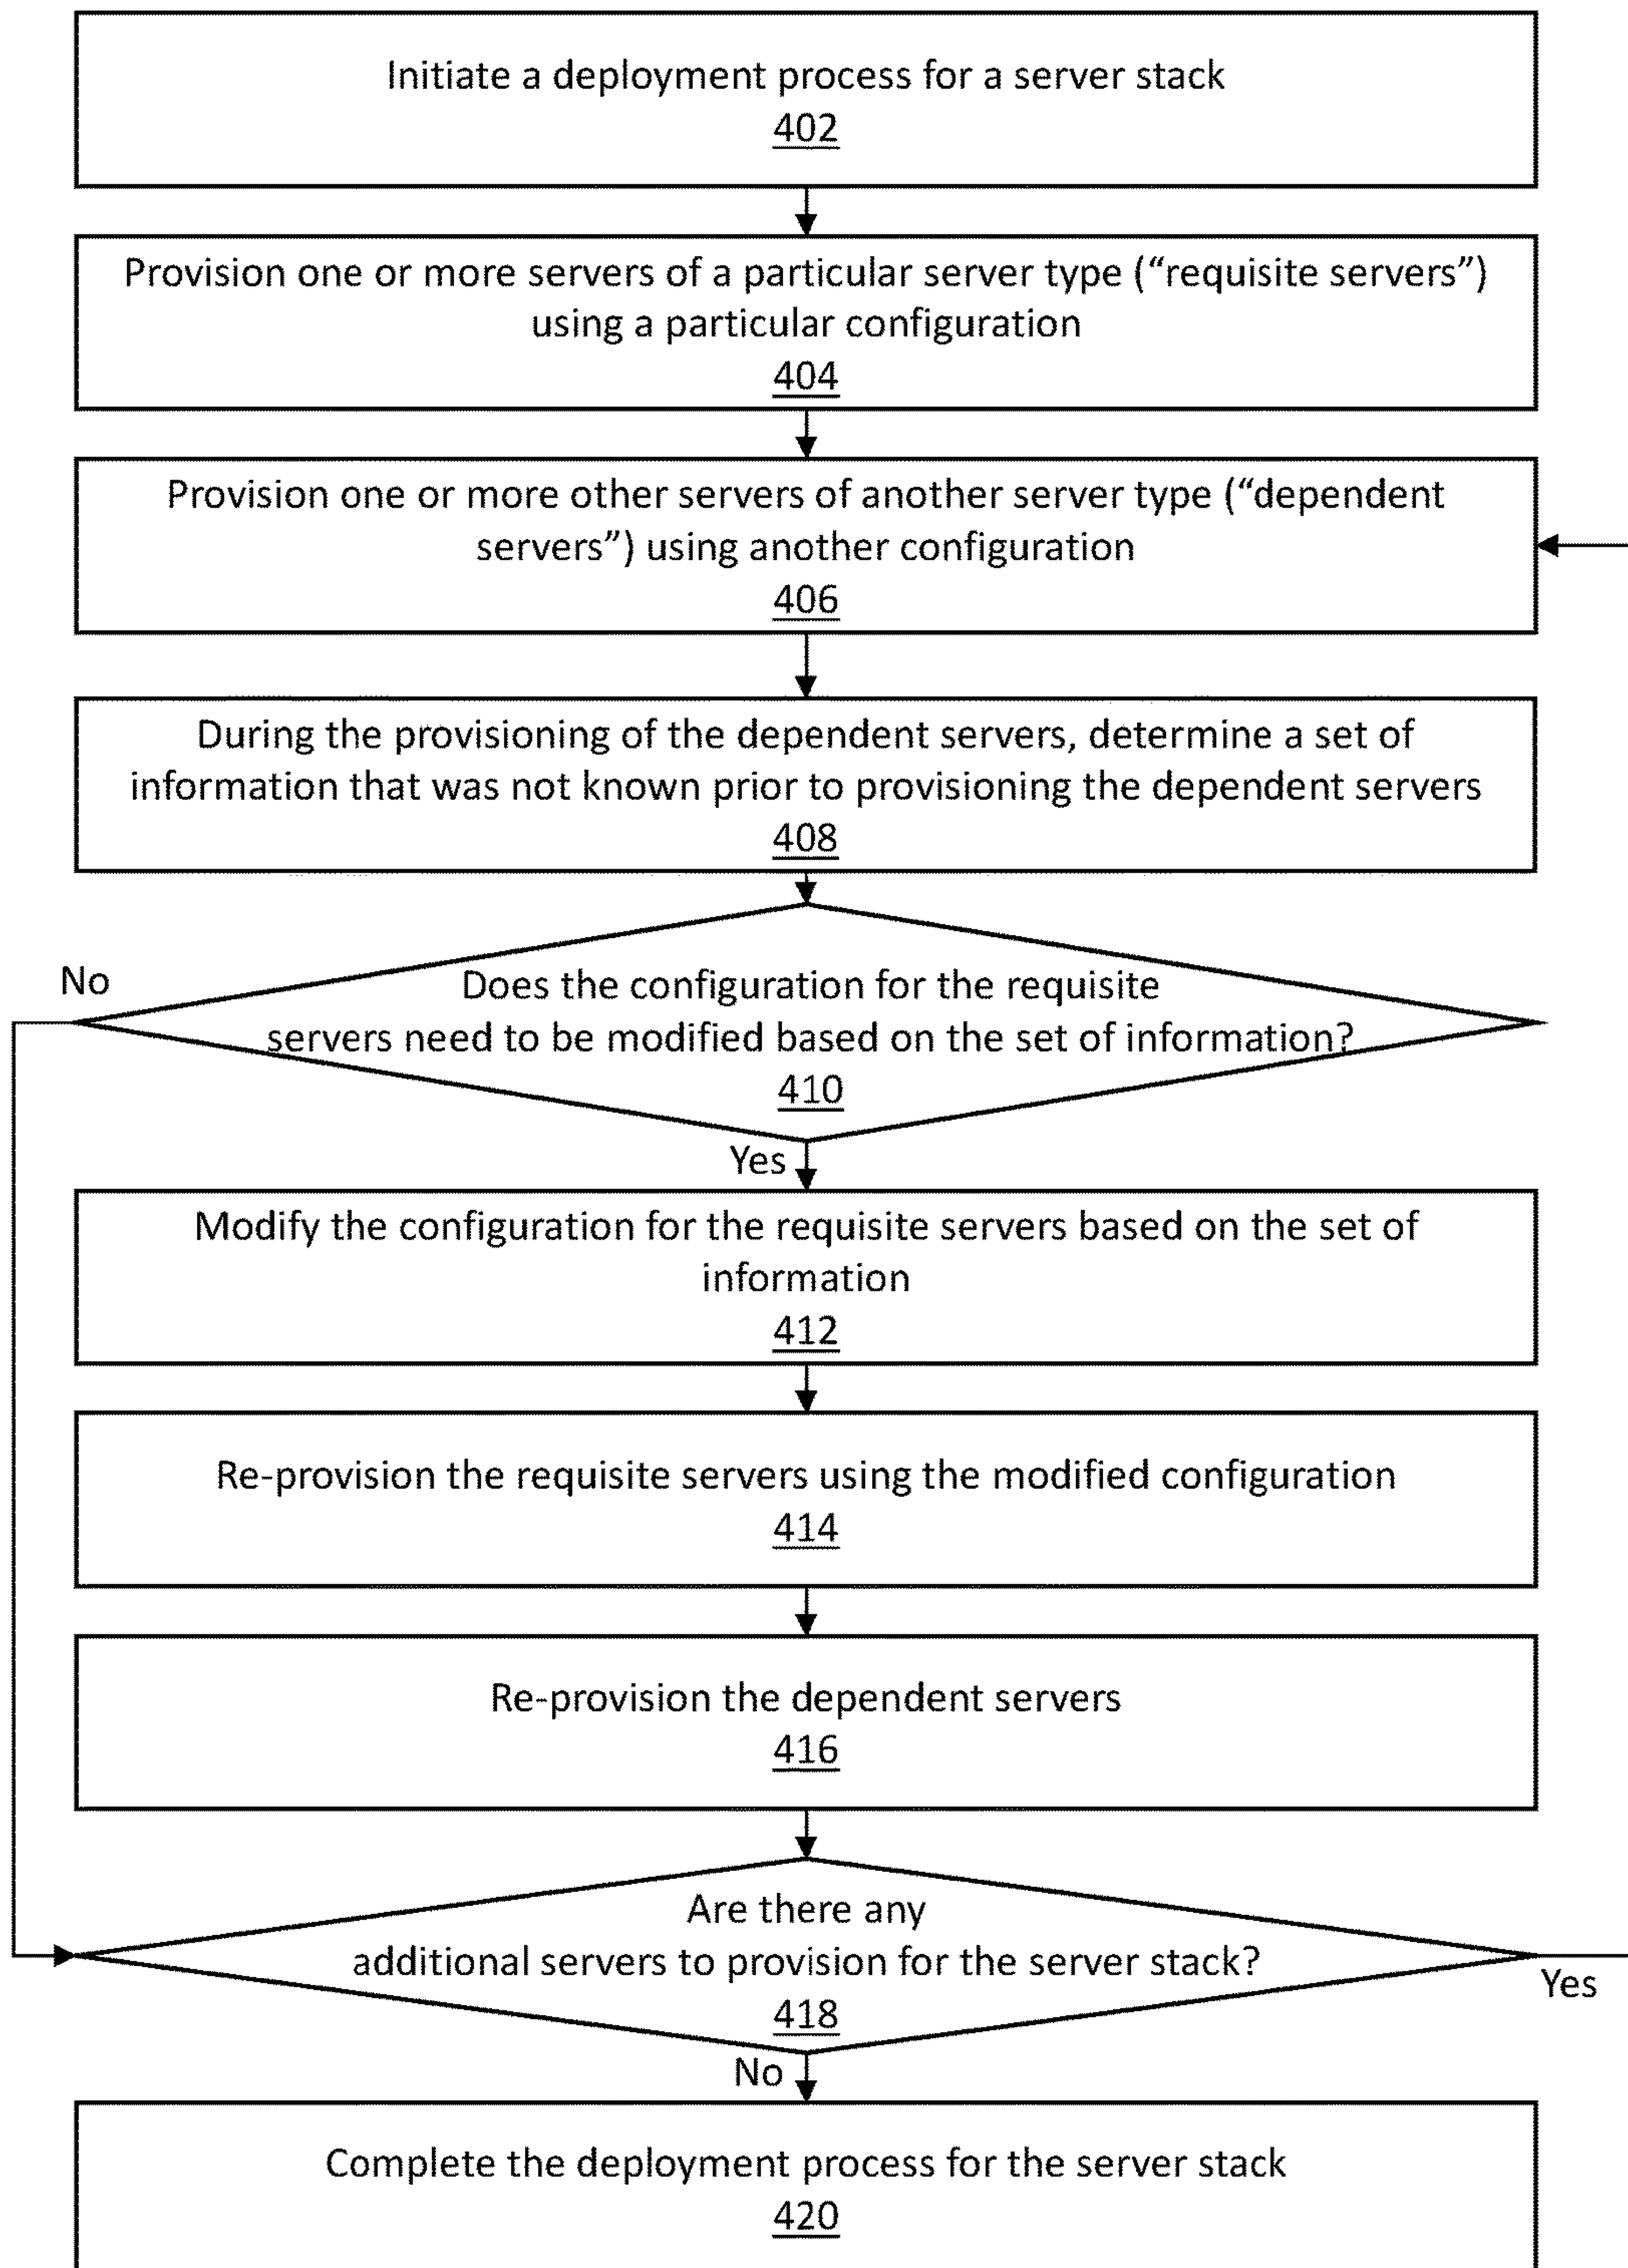 Initiate a deployment process for a server stack
402
Provision one or more servers of a particular server type (“requisite servers”)
using a particular configuration
404
Provision one or more other servers of another server type (“dependent
servers”) using another configuration
406
During the provisioning of the dependent servers, determine a set of
information that was not known prior to provisioning the dependent servers
408
No
Does the configuration for the requisite
servers need to be modified based on the set of information?
410
Yes
Modify the configuration for the requisite servers based on the set of
information
412
Re-provision the requisite servers using the modified configuration
414
Re-provision the dependent servers
416
Are there any
additional servers to provision for the server stack?
418
Yes
No
Complete the deployment process for the server stack
420